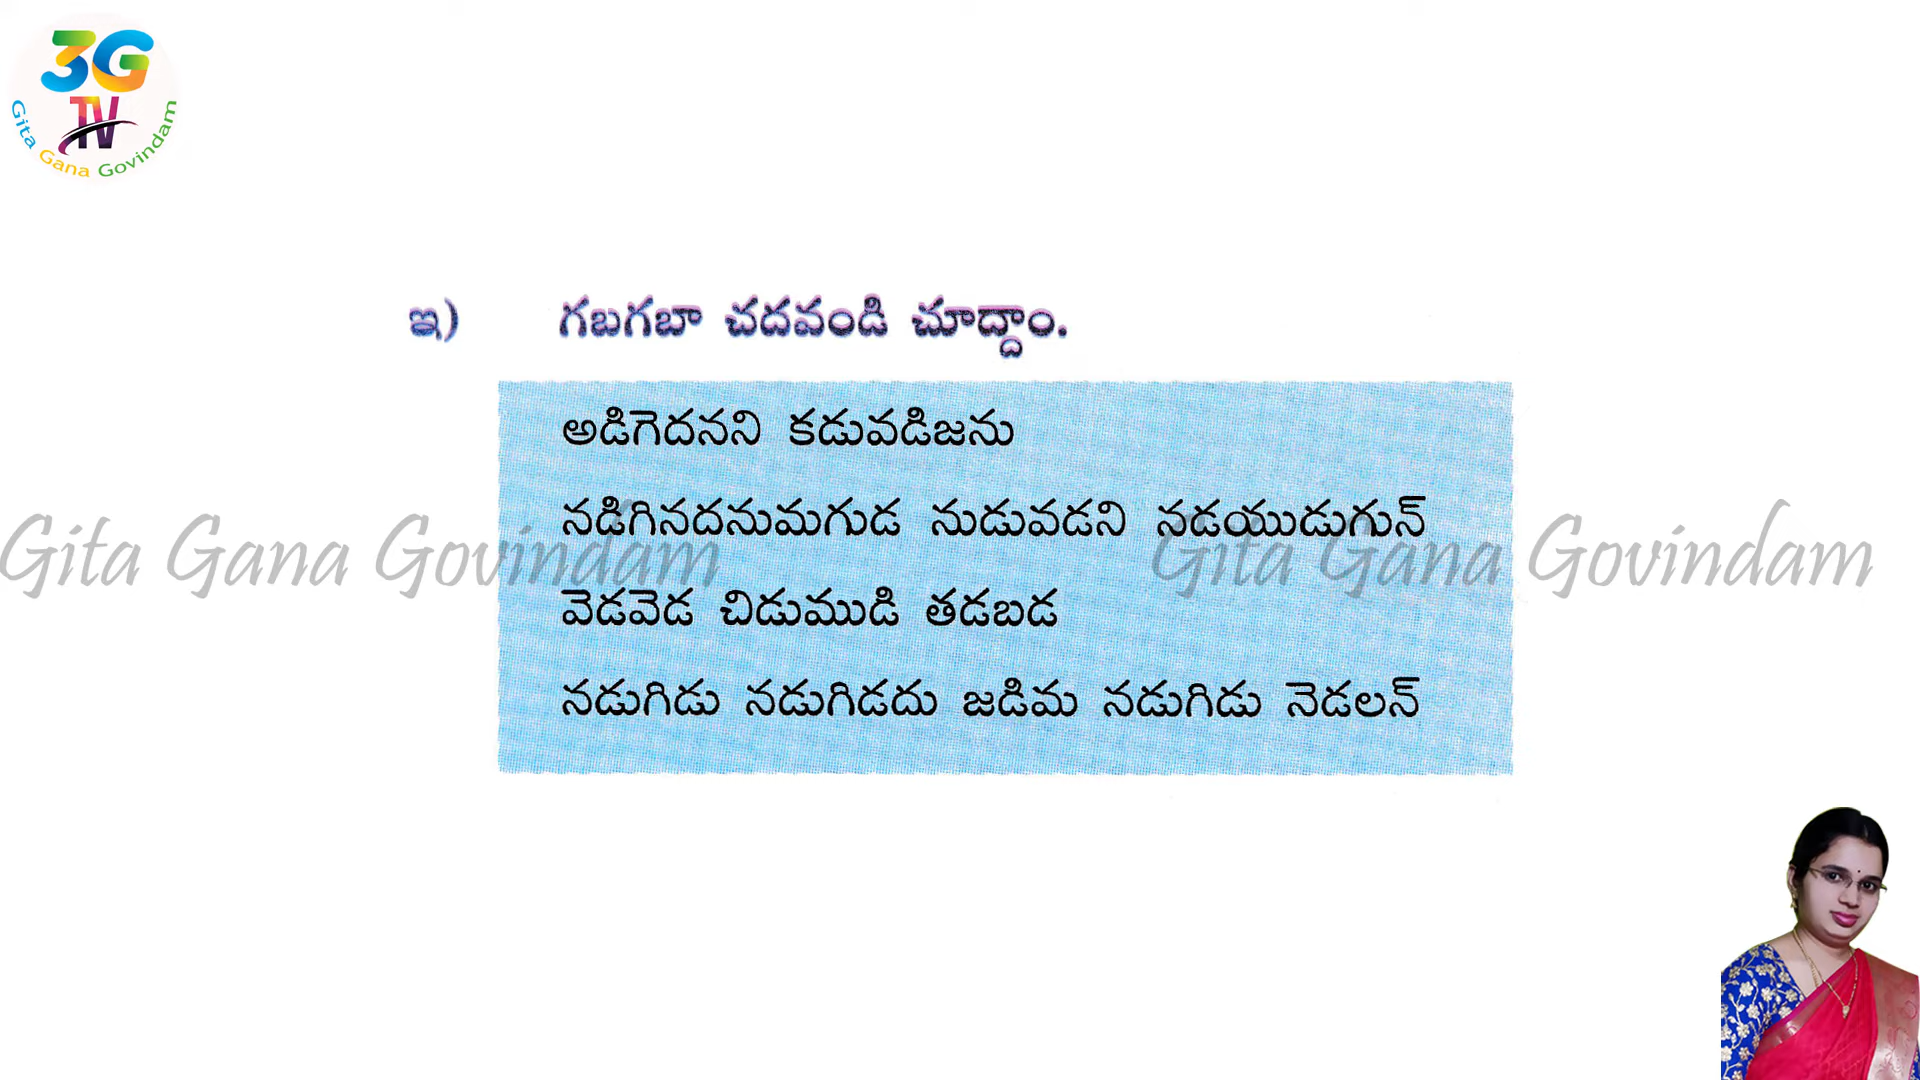 3G
TV
Gita Gana Govindam
ఇ) గబగబా చదవండి చూద్దాం.
అడిగెదనని కడువడిజను
నడిగినదనుమగుడ నుడువడని నడయుడుగున్
Gita Gana Govindam Gita Gana Govindam
వెడవెడ చిడుముడి తడబడ
నడుగిడు నడుగిడదు జడిమ నడుగిడు నెడలన్